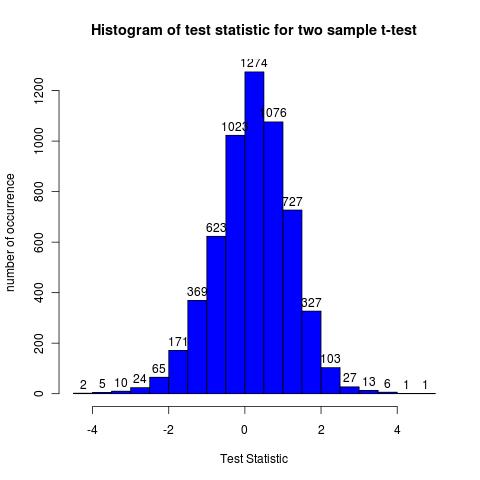 Histogram of test statistic for two sample t-test
number of occurrence
1200
1000
800
600
400
200
0
2 5 10 24 65 171 369 623 1023 1274 1076 727 327 103 27 13 6 1 1
-4 -2 0 2 4
Test Statistic